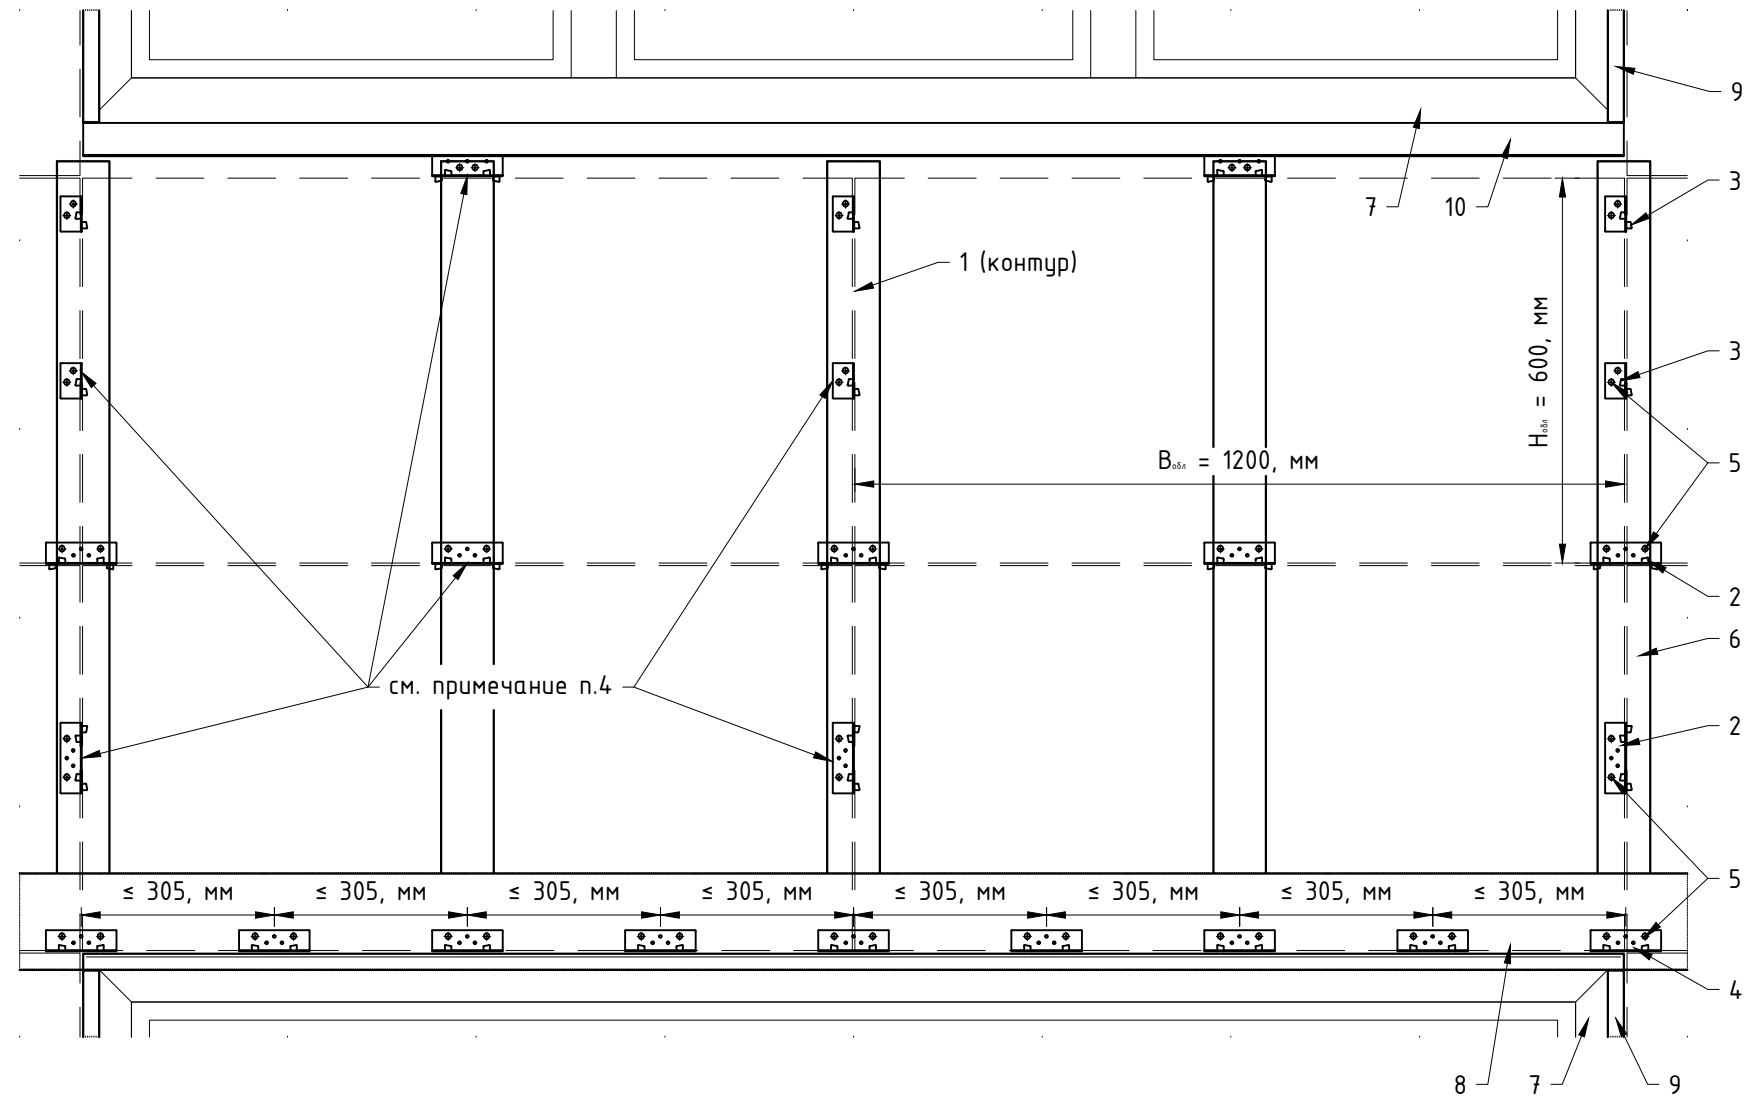 9
3
7
10
1 (контур)
Hобл = 600, мм
3
Bобл = 1200, мм
5
2
6
см. примечание п.4
2
≤ 305, мм
≤ 305, мм
≤ 305, мм
≤ 305, мм
≤ 305, мм
≤ 305, мм
≤ 305, мм
≤ 305, мм
5
4
8
7
9